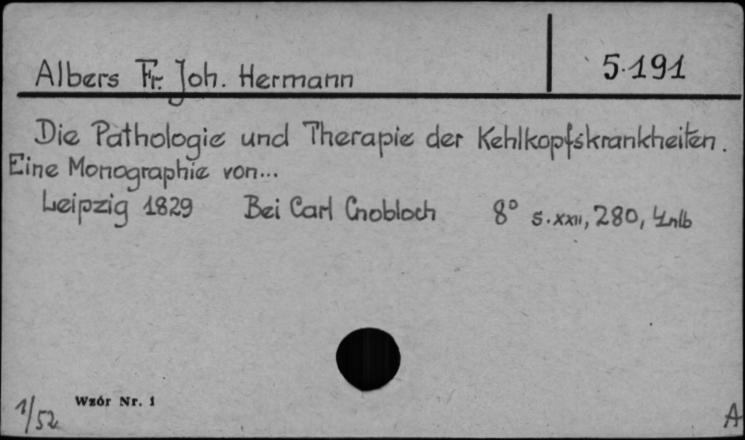 Albers Fr. Joh. Hermann 5.191
Die Pathologie und Therapie der Kehlkopfskrankheiten.
Eine Monographie von...
Leipzig 1829 Bei Carl Cnobloch 8° s. XXII, 280, 4nlb
Wzór Nr. 1
1/52 A